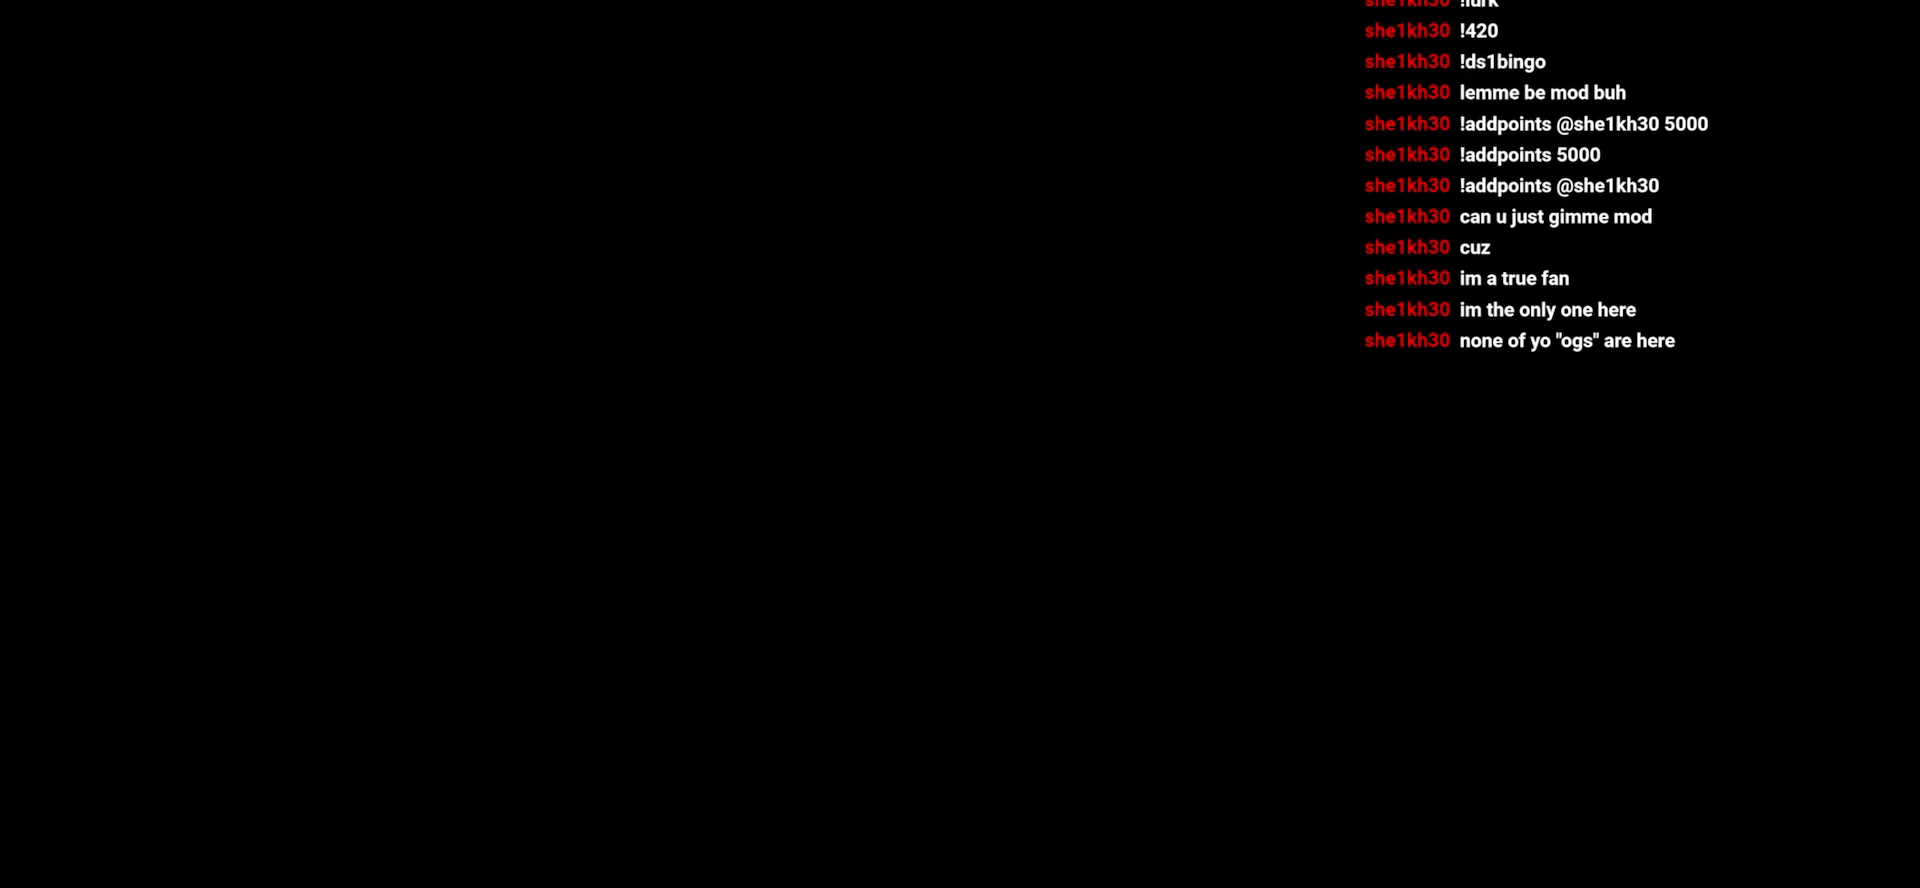 she1kh30 !lurk
she1kh30 !420
she1kh30 !ds1bingo
she1kh30 lemme be mod buh
she1kh30 !addpoints @she1kh30 5000
she1kh30 !addpoints 5000
she1kh30 !addpoints @she1kh30
she1kh30 can u just gimme mod
she1kh30 cuz
she1kh30 im a true fan
she1kh30 im the only one here
she1kh30 none of yo "ogs" are here